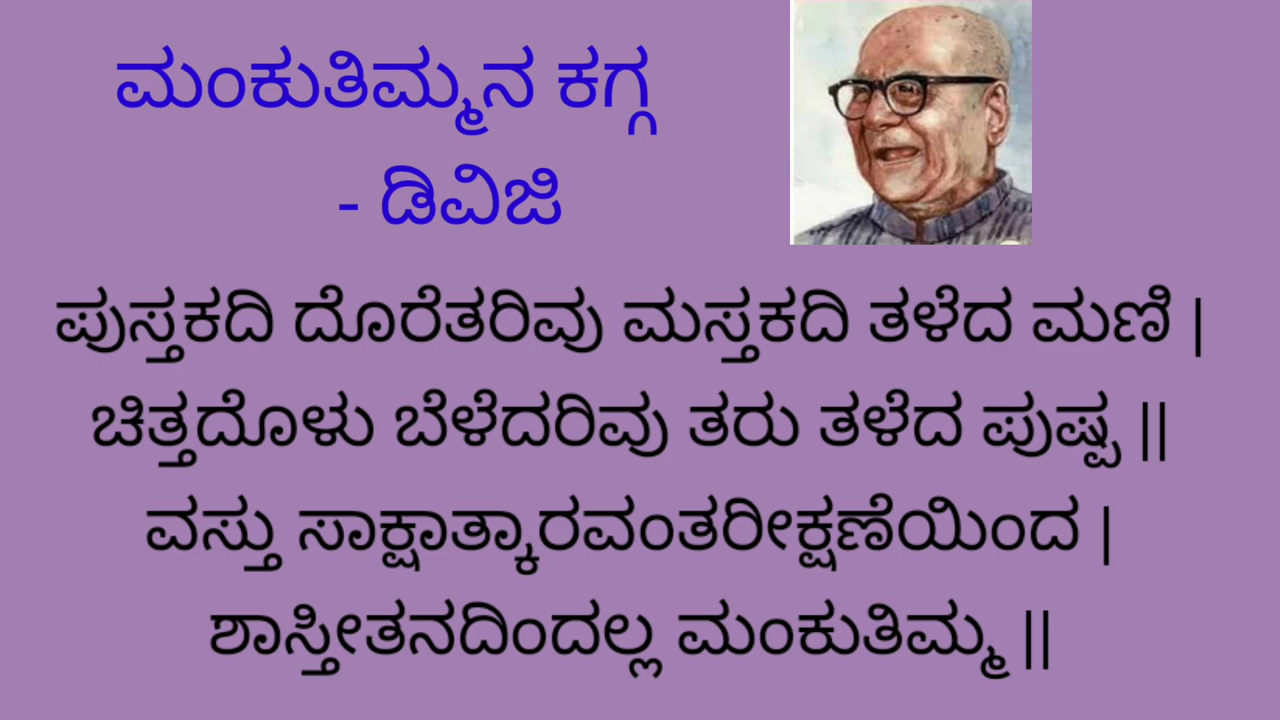 ಮಂಕುತಿಮ್ಮನ ಕಗ್ಗ
- ಡಿವಿಜಿ
ಪುಸ್ತಕದಿ ದೊರೆತರಿವು ಮಸ್ತಕದಿ ತಳೆದ ಮಣಿ |
ಚಿತ್ತದೊಳು ಬೆಳೆದರಿವು ತರು ತಳೆದ ಪುಷ್ಪ ||
ವಸ್ತು ಸಾಕ್ಷಾತ್ಕಾರವಂತರೀಕ್ಷಣೆಯಿಂದ |
ಶಾಸ್ತೀತನದಿಂದಲ್ಲ ಮಂಕುತಿಮ್ಮ ||